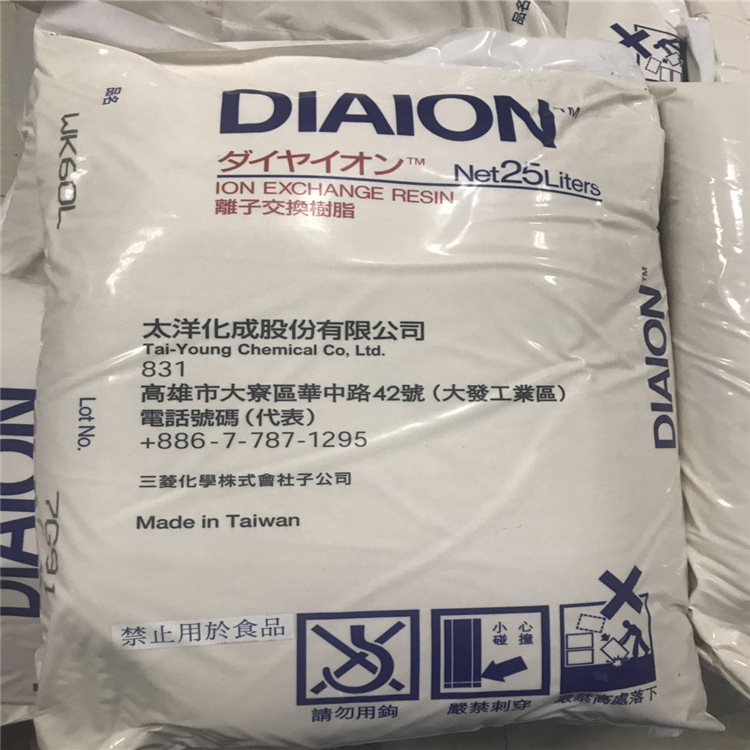 品名
WK60L
DIAION™
ダイヤイオン™
Net25Liters
ION EXCHANGE RESIN
離子交換樹脂
太洋化成股份有限公司
Tai-Young Chemical Co, Ltd.
831
高雄市大寮區華中路42號(大發工業區)
電話號碼(代表)
+886-7-787-1295
三菱化學株式會社子公司
Made in Taiwan
Lot No.
7C91
DIAION™
禁止用於食品
請勿用鉤
小心
碰撞
嚴禁刺穿
嚴禁高處落下
品名
DIAION